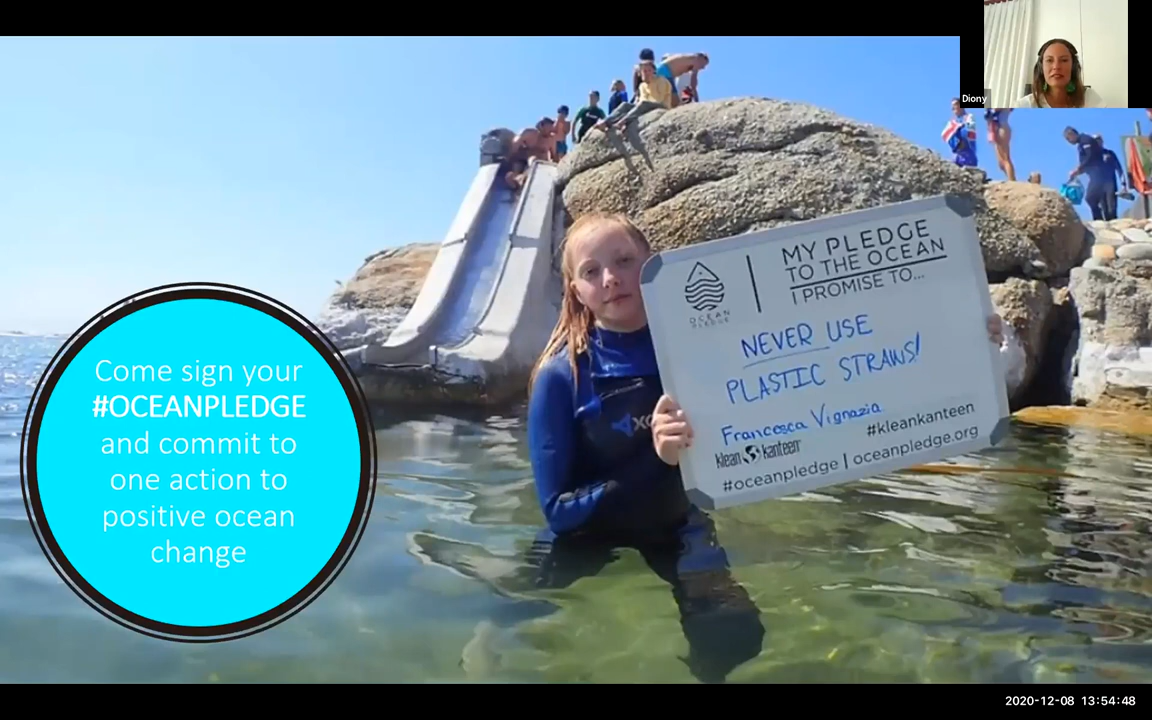 Diony
MY PLEDGE
TO THE OCEAN
I PROMISE TO...
OCEAN
PLEDGE
NEVER USE
PLASTIC STRAWS!
Francesca Vignazia
klean kanteen
#kleankanteen
#oceanpledge | oceanpledge.org
Come sign your
#OCEANPLEDGE
and commit to
one action to
positive ocean
change
2020-12-08 13:54:48